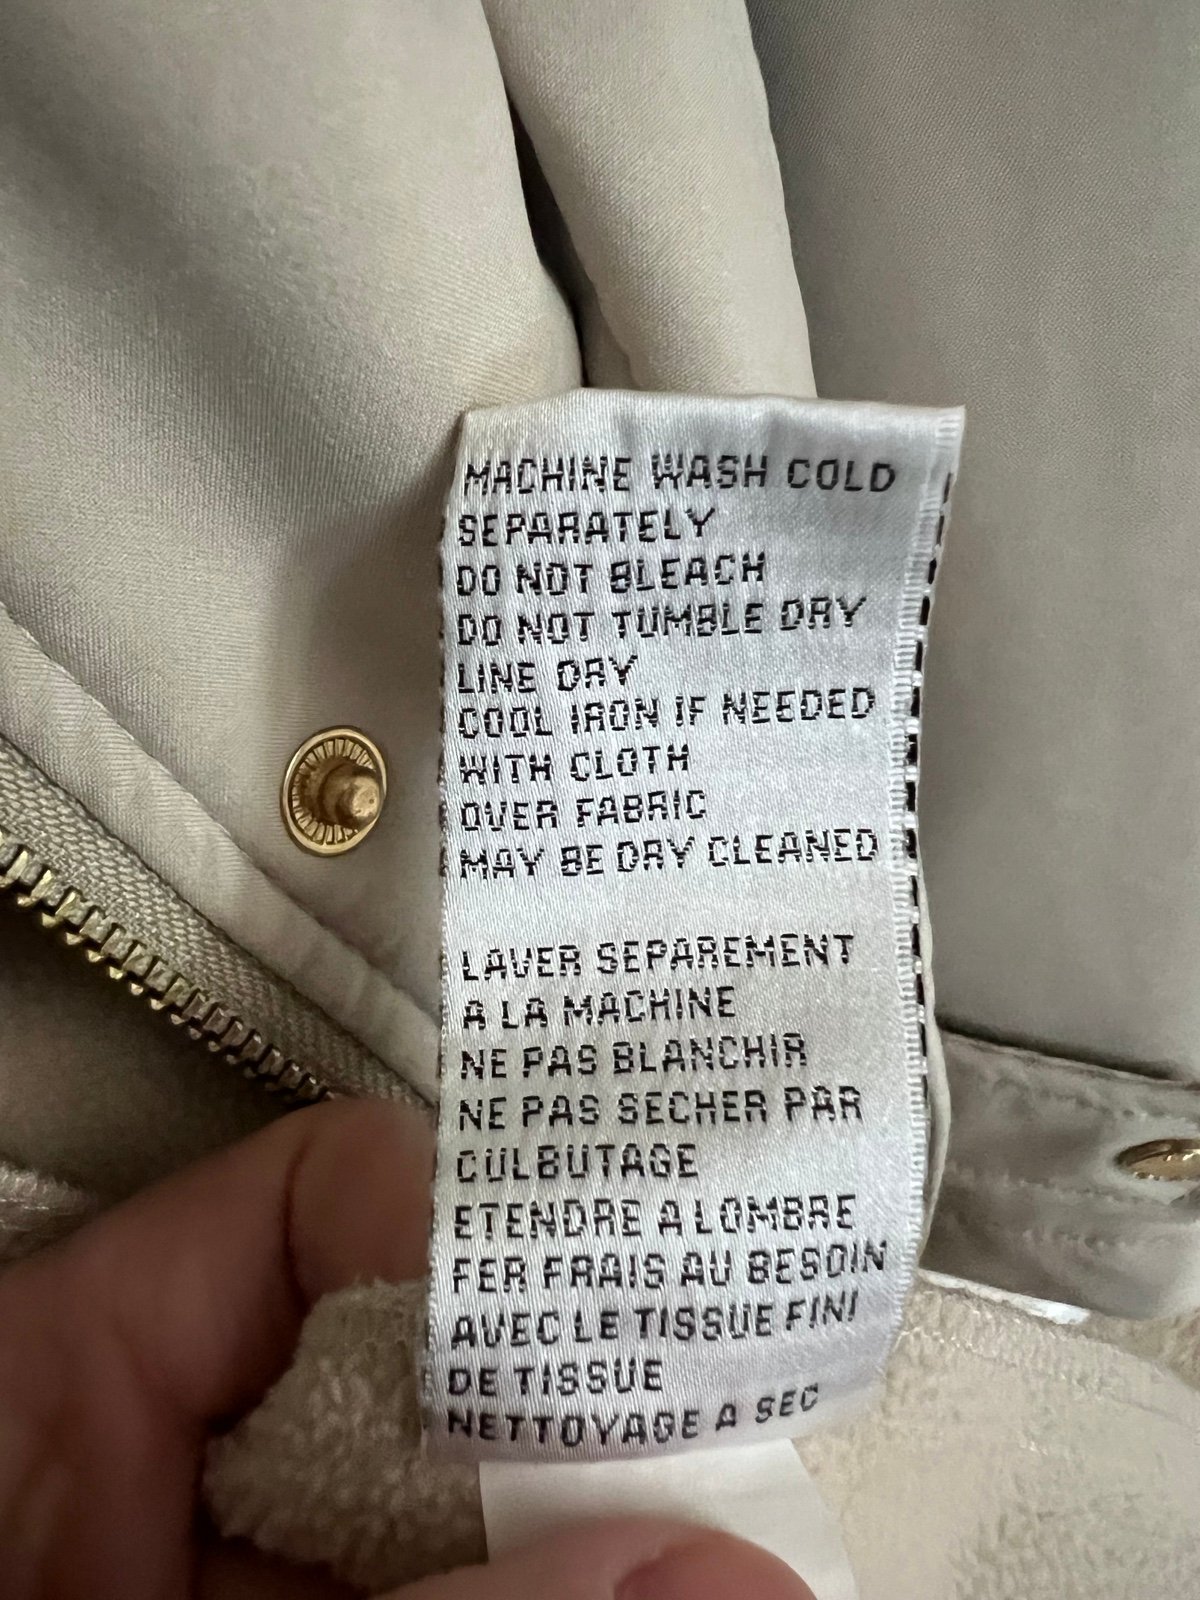 MACHINE WASH COLD
SEPARATELY
DO NOT BLEACH
DO NOT TUMBLE DRY
LINE DRY
COOL IRON IF NEEDED
WITH CLOTH
OVER FABRIC
MAY BE DRY CLEANED
LAVER SEPAREMENT
A LA MACHINE
NE PAS BLANCHIR
NE PAS SECHER PAR
CULBUTAGE
ETENDRE A LOMBRE
FER FRAIS AU BESOIN
AVEC LE TISSUE FINI
DE TISSUE
NETTOYAGE A SEC